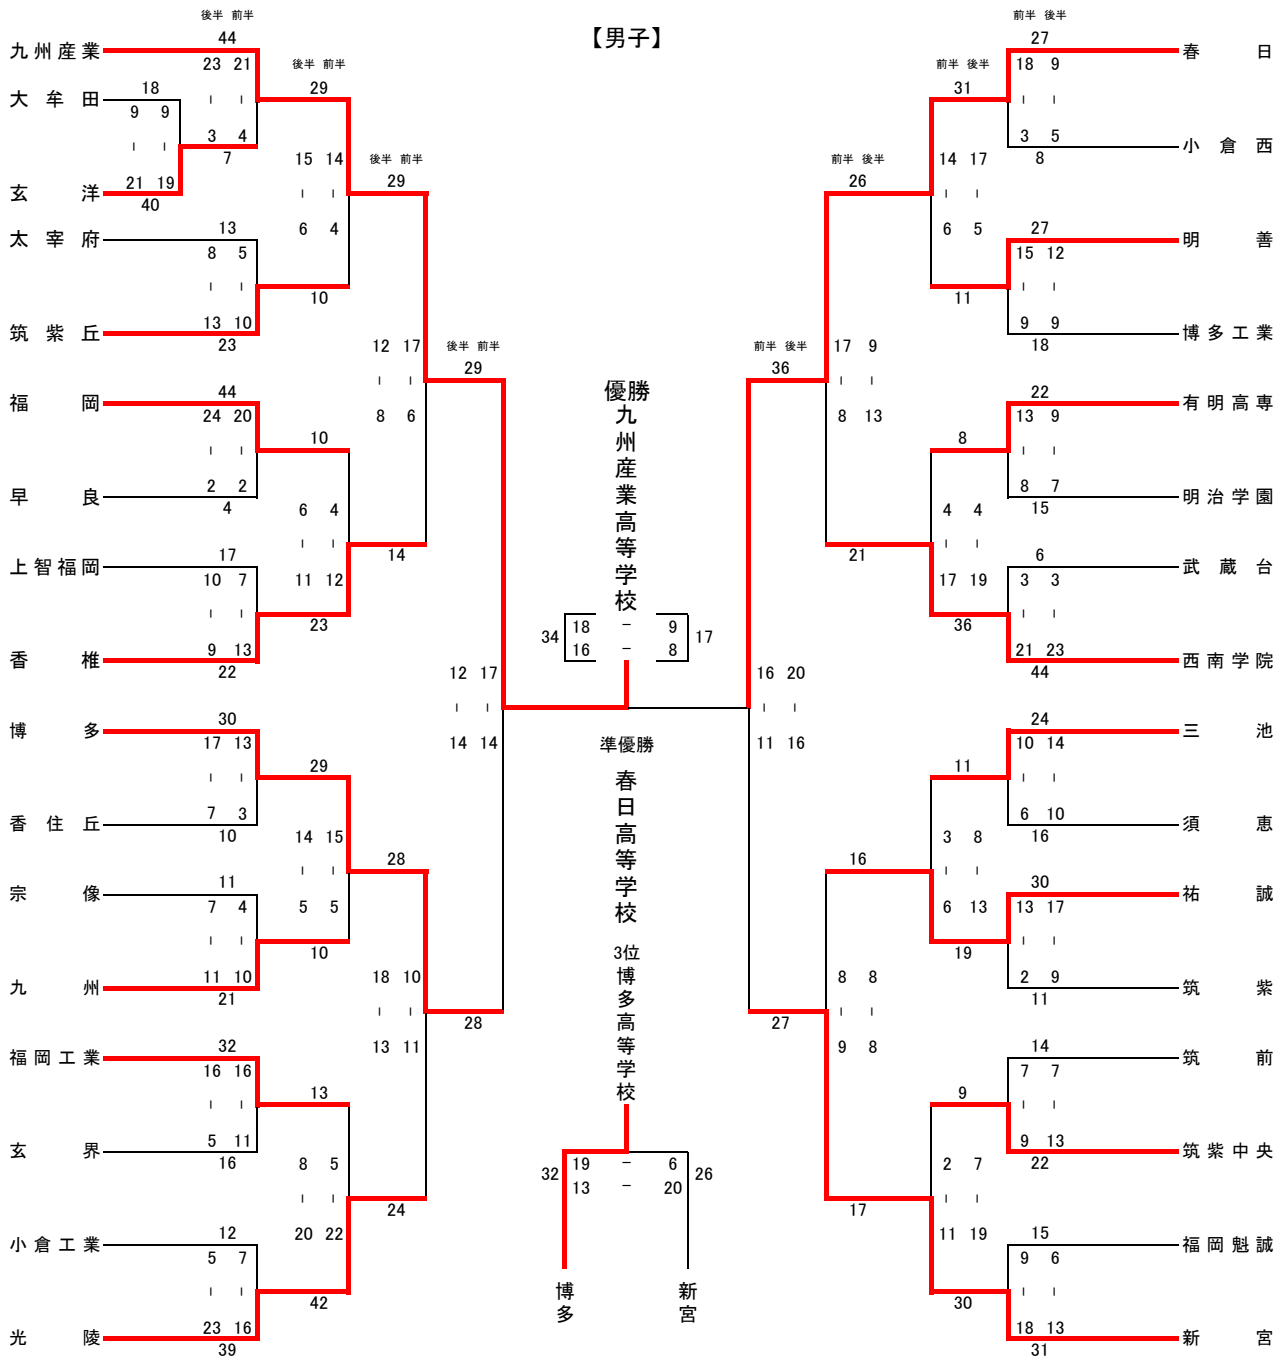 【男子】
後半 前半
44
九州産業
23 21
大牟田
18
9 9
3 4
7
21 19
玄洋
40
後半 前半
29
15 14
6 4
太宰府
13
8 5
10
13 10
筑紫丘
23
後半 前半
29
12 17
8 6
福岡
44
24 20
10
早良
2 2
4
6 4
11 12
14
上智福岡
17
10 7
23
香椎
9 13
22
後半 前半
29
12 17
14 14
博多
30
17 13
29
香住丘
7 3
10
14 15
5 5
28
宗像
11
7 4
10
九州
11 10
21
18 10
13 11
28
福岡工業
32
16 16
13
玄界
5 11
16
8 5
20 22
24
小倉工業
12
5 7
42
光陵
23 16
39
優勝
九州産業高等学校
34 18 - 9 17
16 - 8
準優勝
春日高等学校
3位
博多高等学校
32 19 - 6 26
13 - 20
博多
新宮
前半 後半
27
春日
18 9
3 5
小倉西
8
前半 後半
31
14 17
6 5
明善
27
15 12
11
博多工業
9 9
18
前半 後半
26
17 9
8 13
有明高専
22
13 9
8
明治学園
8 7
15
4 4
17 19
21
武蔵台
6
3 3
36
西南学院
21 23
44
前半 後半
36
16 20
11 16
三池
24
10 14
11
須恵
6 10
16
3 8
6 13
16
祐誠
30
13 17
19
筑紫
2 9
11
8 8
9 8
27
筑前
14
7 7
9
筑紫中央
9 13
22
2 7
11 19
17
福岡魁誠
15
9 6
30
新宮
18 13
31